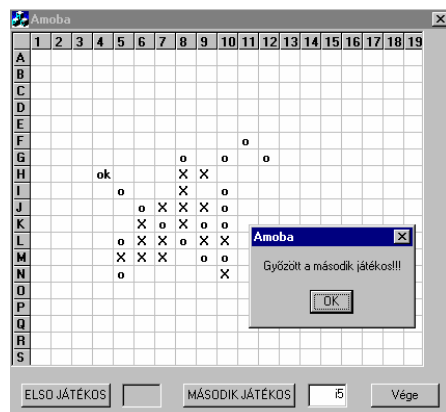 Amoba
1 2 3 4 5 6 7 8 9 10 11 12 13 14 15 16 17 18 19
A
B
C
D
E
F o
G o o o
H ok X X
I o X o
J o X X X o
K X o X X o
L o X X o X X
M X X X o o
N o X
O
P
Q
R
S
Amoba
Győzött a második játékos!!!
OK
ELSO JÁTÉKOS MÁSODIK JÁTÉKOS i5 Vége